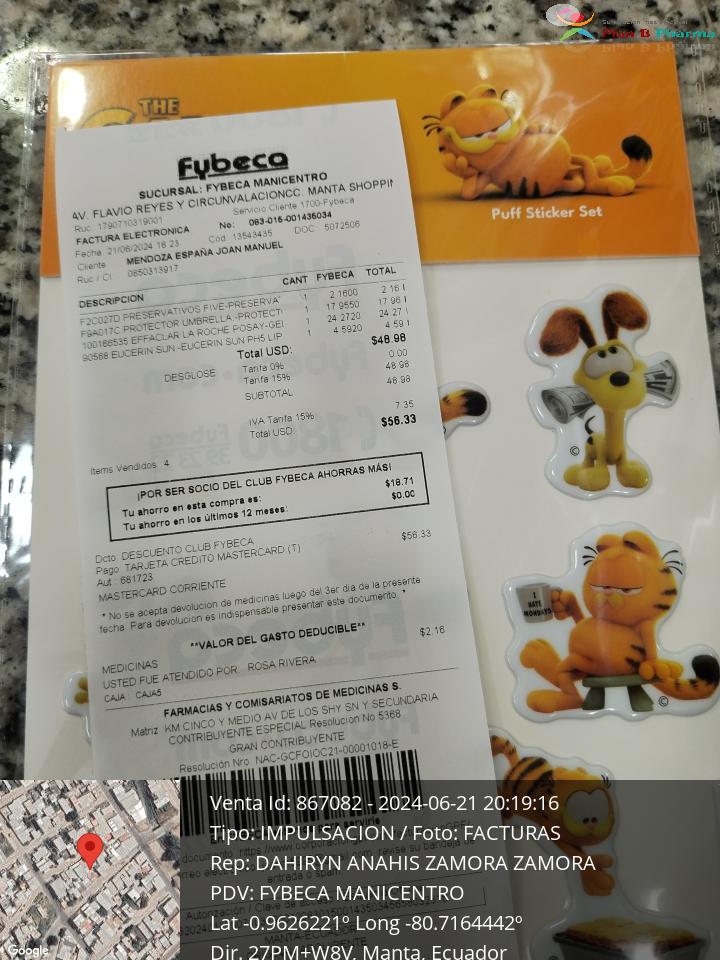 Plan B Pharma
THE
Puff Sticker Set
Fybeca
SUCURSAL: FYBECA MANICENTRO
AV. FLAVIO REYES Y CIRCUNVALACIONCC. MANTA SHOPPI
Ruc: 1790710319001 Servicio Cliente 1700-Fybeca
FACTURA ELECTRONICA No: 083-016-001436034
Fecha 21/06/2024 18 23 Cod 13543435 DOC 5072506
Cliente MENDOZA ESPAÑA JOAN MANUEL
Ruc / CI 0850313917
DESCRIPCION CANT FYBECA TOTAL
F2C027D PRESERVATIVOS FIVE-PRESERVA 1 2 1600 2 16
F9A017C PROTECTOR UMBRELLA -PROTECT 1 17 9550 17 96
100166535 EFFACLAR LA ROCHE POSAY-GEL 1 24 2720 24 27
90568 EUCERIN SUN -EUCERIN SUN PH5 LIP 1 4 5920 4 59
Total USD: $48.98
DESGLOSE Tarifa 0% 0.00
Tarifa 15% 48.98
SUBTOTAL 48.98
IVA Tarifa 15% 7.35
Total USD $56.33
Items Vendidos 4
¡POR SER SOCIO DEL CLUB FYBECA AHORRAS MÁS!
Tu ahorro en esta compra es: $18.71
Tu ahorro en los últimos 12 meses: $0.00
Dcto DESCUENTO CLUB FYBECA
Pago TARJETA CREDITO MASTERCARD (T) $56.33
Aut 681723
MASTERCARD CORRIENTE
* No se acepta devolucion de medicinas luego del 3er dia de la presente
fecha. Para devolucion es indispensable presentar este documento. *
**VALOR DEL GASTO DEDUCIBLE**
MEDICINAS $2.16
USTED FUE ATENDIDO POR: ROSA RIVERA
CAJA: CAJA5
FARMACIAS Y COMISARIATOS DE MEDICINAS S.
Matriz KM CINCO Y MEDIO AV DE LOS SHY SN Y SECUNDARIA
CONTRIBUYENTE ESPECIAL Resolucion No 5368
GRAN CONTRIBUYENTE
Resolución Nro NAC-GCFOIOC21-00001018-E
I HATE MONDAYS
Venta Id: 867082 - 2024-06-21 20:19:16
Tipo: IMPULSACION / Foto: FACTURAS
Rep: DAHIRYN ANAHIS ZAMORA ZAMORA
PDV: FYBECA MANICENTRO
Lat -0.9626221º Long -80.7164442º
Dir. 27PM+W8V, Manta, Ecuador
Google